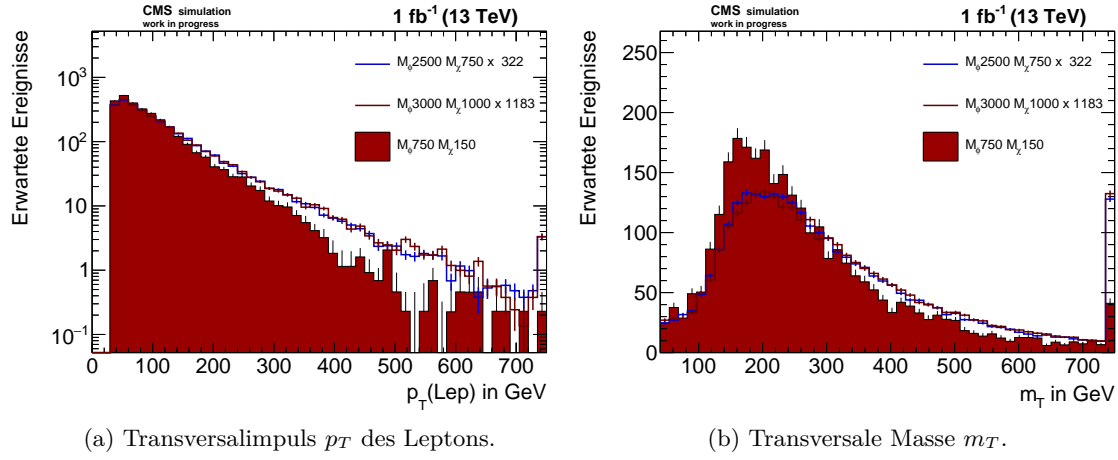 CMS simulation
work in progress
1 fb⁻¹ (13 TeV)
Erwartete Ereignisse
10³
10²
10
1
10⁻¹
M_ϕ2500 M_χ750 x 322
M_ϕ3000 M_χ1000 x 1183
M_ϕ750 M_χ150
0 100 200 300 400 500 600 700
p_T(Lep) in GeV
(a) Transversalimpuls p_T des Leptons.
CMS simulation
work in progress
1 fb⁻¹ (13 TeV)
Erwartete Ereignisse
250
200
150
100
50
0
M_ϕ2500 M_χ750 x 322
M_ϕ3000 M_χ1000 x 1183
M_ϕ750 M_χ150
100 200 300 400 500 600 700
m_T in GeV
(b) Transversale Masse m_T.